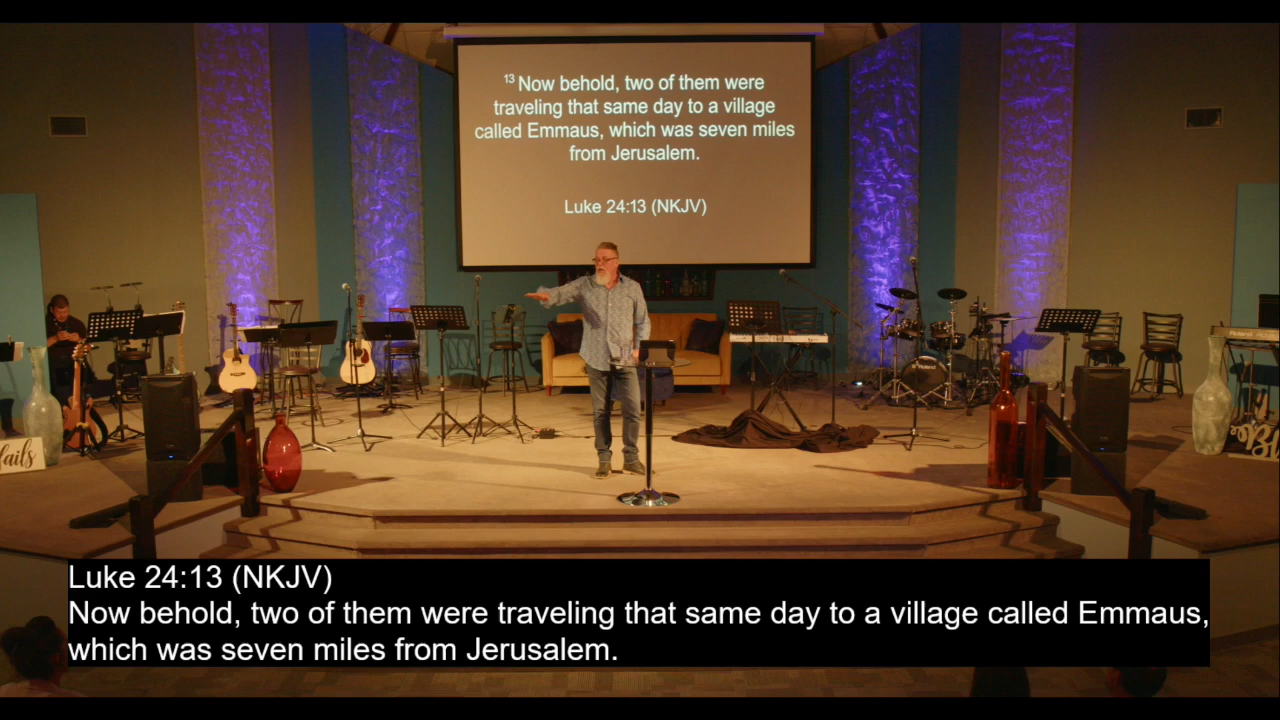 13 Now behold, two of them were
traveling that same day to a village
called Emmaus, which was seven miles
from Jerusalem.
Luke 24:13 (NKJV)
fails
Roland
Luke 24:13 (NKJV)
Now behold, two of them were traveling that same day to a village called Emmaus,
which was seven miles from Jerusalem.